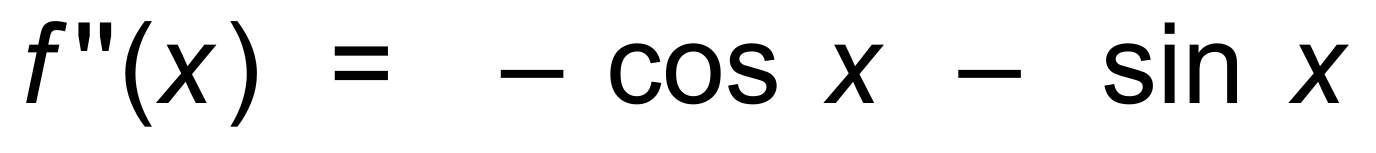 f"(x) = – cos x – sin x